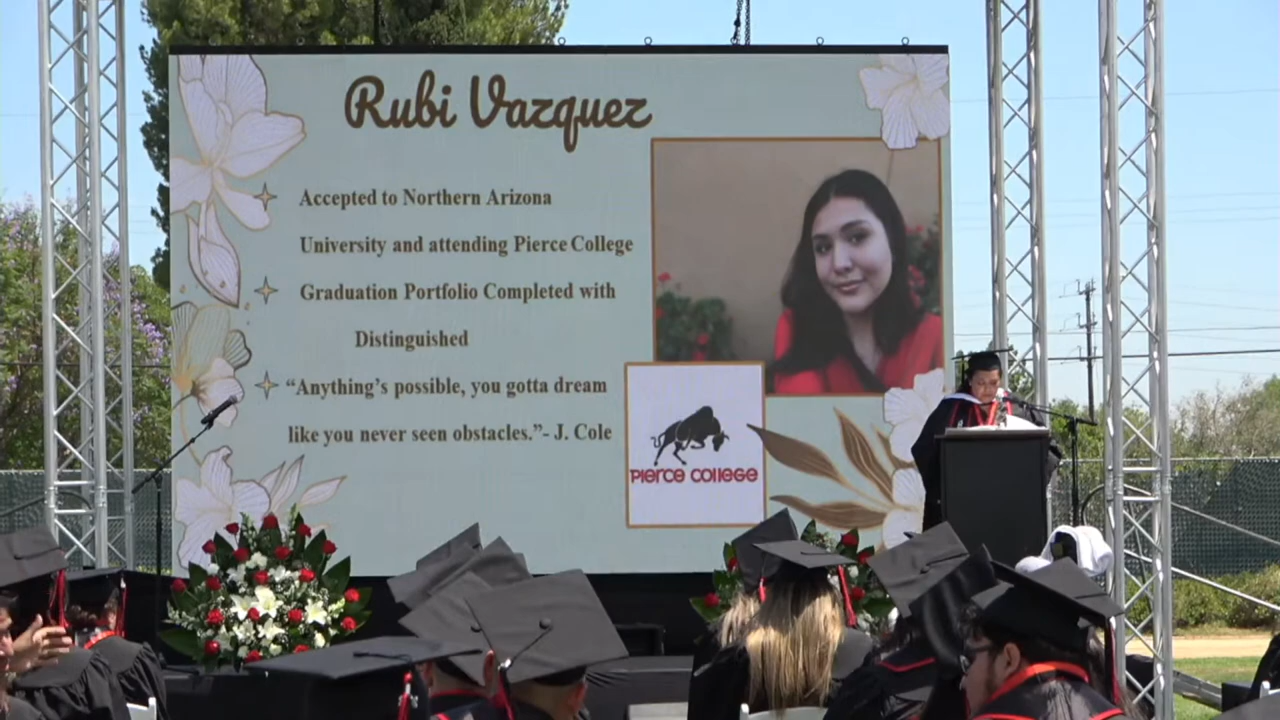 Rubi Vazquez
Accepted to Northern Arizona
University and attending Pierce College
Graduation Portfolio Completed with
Distinguished
“Anything’s possible, you gotta dream
like you never seen obstacles.”- J. Cole
PIERCE COLLEGE